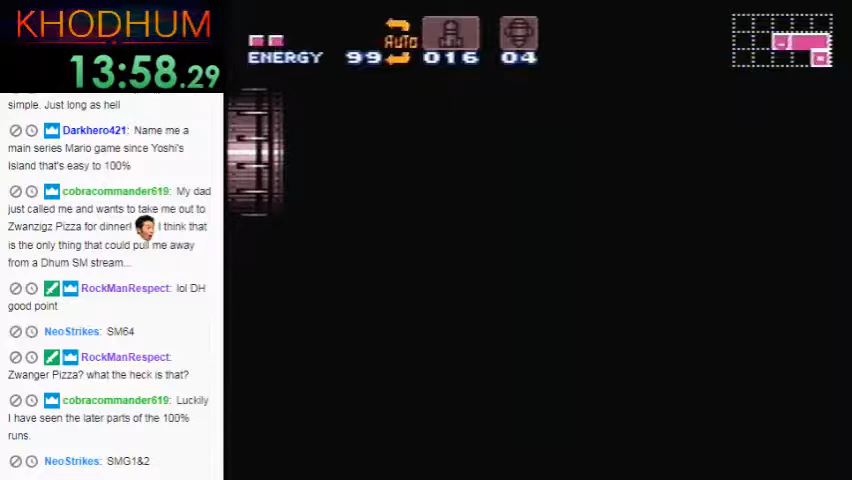 KHODHUM
13:58.29
simple. Just long as hell
Darkhero421: Name me a
main series Mario game since Yoshi's
Island that's easy to 100%
cobracommander619: My dad
just called me and wants to take me out to
Zwanzigz Pizza for dinner! I think that
is the only thing that could pull me away
from a Dhum SM stream...
RockManRespect: lol DH
good point
NeoStrikes: SM64
RockManRespect:
Zwanger Pizza? what the heck is that?
cobracommander619: Luckily
I have seen the later parts of the 100%
runs.
NeoStrikes: SMG1&2
AUTO
ENERGY 99 016 04